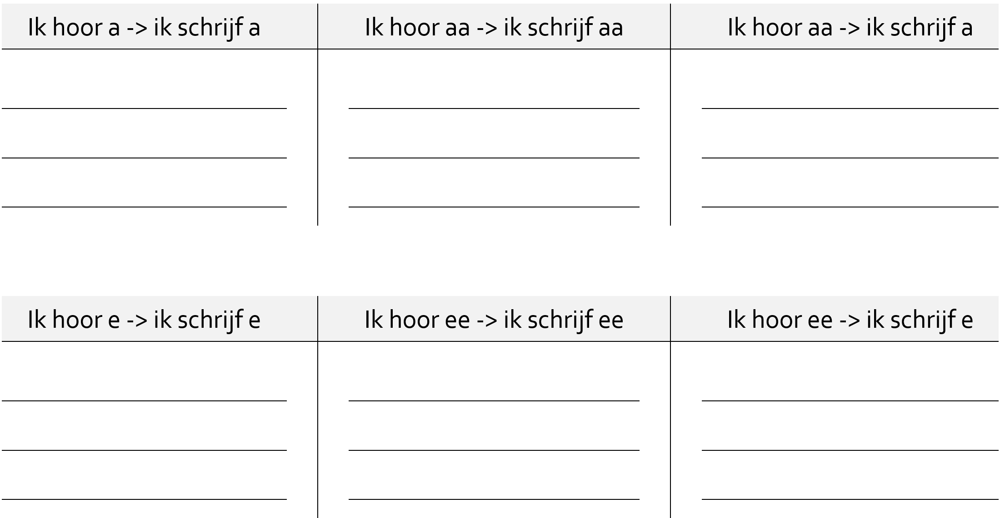 Ik hoor a -> ik schrijf a
Ik hoor aa -> ik schrijf aa
Ik hoor aa -> ik schrijf a
Ik hoor e -> ik schrijf e
Ik hoor ee -> ik schrijf ee
Ik hoor ee -> ik schrijf e